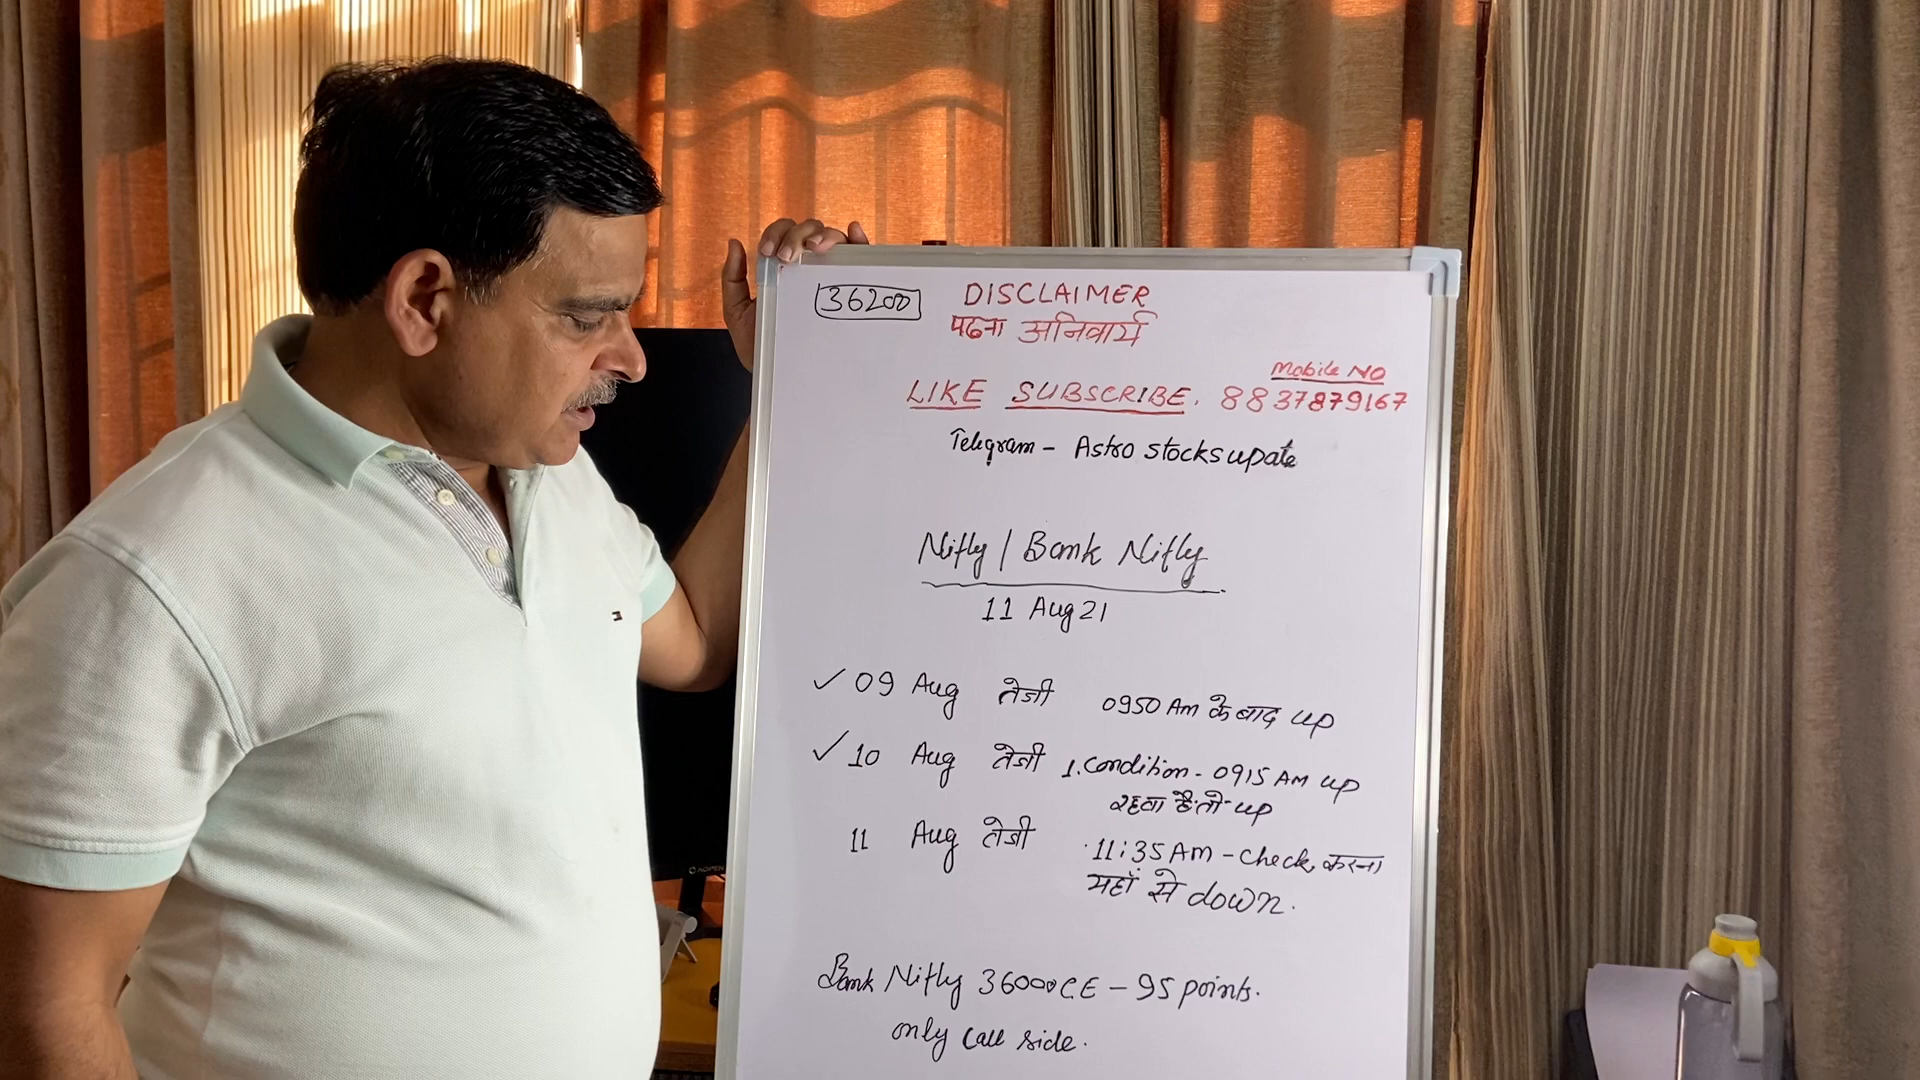 36200
DISCLAIMER
पढना अनिवार्य
Mobile NO
LIKE SUBSCRIBE. 8837879167
Telegram - Astro stocks upate
Nifty / Bank Nifty
11 Aug 21
✓ 09 Aug तेजी 0950 Am के बाद up
✓ 10 Aug तेजी 1. Condition - 0915 AM up
रहवा है तो up
11 Aug तेजी 11:35 Am - check करना
यहाँ से down.
Bank Nifty 36000 C.E - 95 points.
only call side.
AOPEN